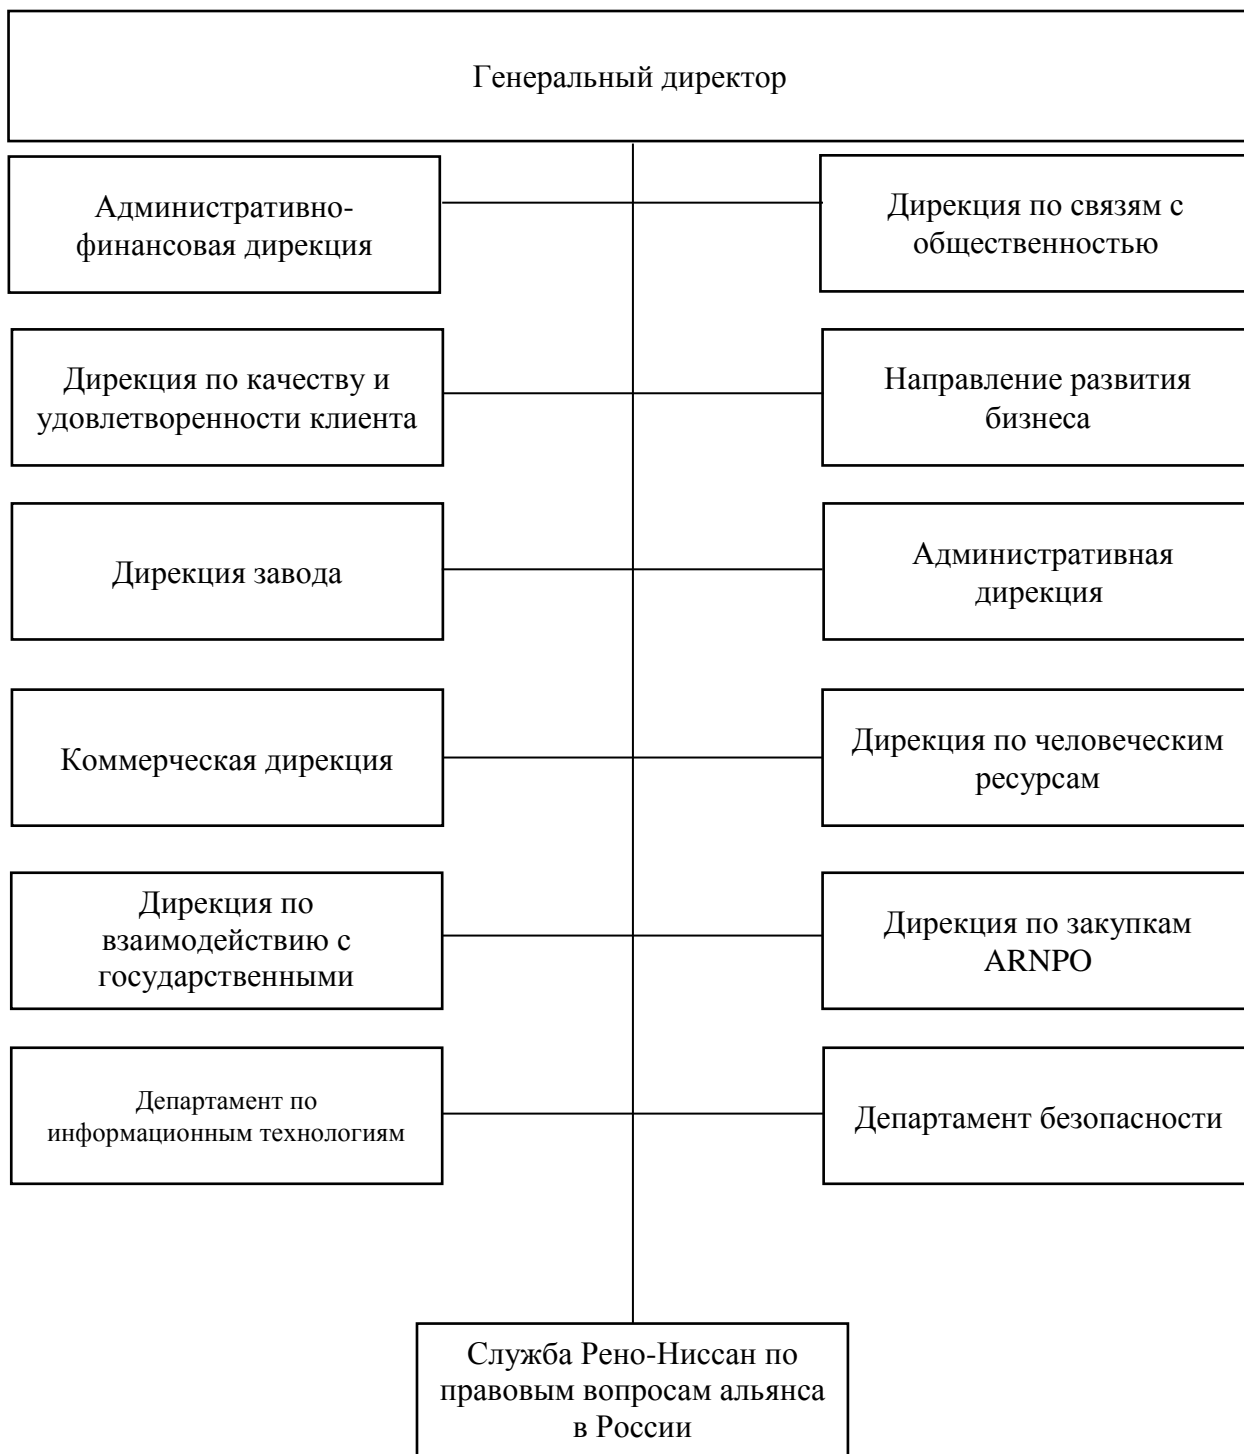 Генеральный директор
Административно-
финансовая дирекция
Дирекция по связям с
общественностью
Дирекция по качеству и
удовлетворенности клиента
Направление развития
бизнеса
Дирекция завода
Административная
дирекция
Коммерческая дирекция
Дирекция по человеческим
ресурсам
Дирекция по
взаимодействию с
государственными
Дирекция по закупкам
ARNPO
Департамент по
информационным технологиям
Департамент безопасности
Служба Рено-Ниссан по
правовым вопросам альянса
в России